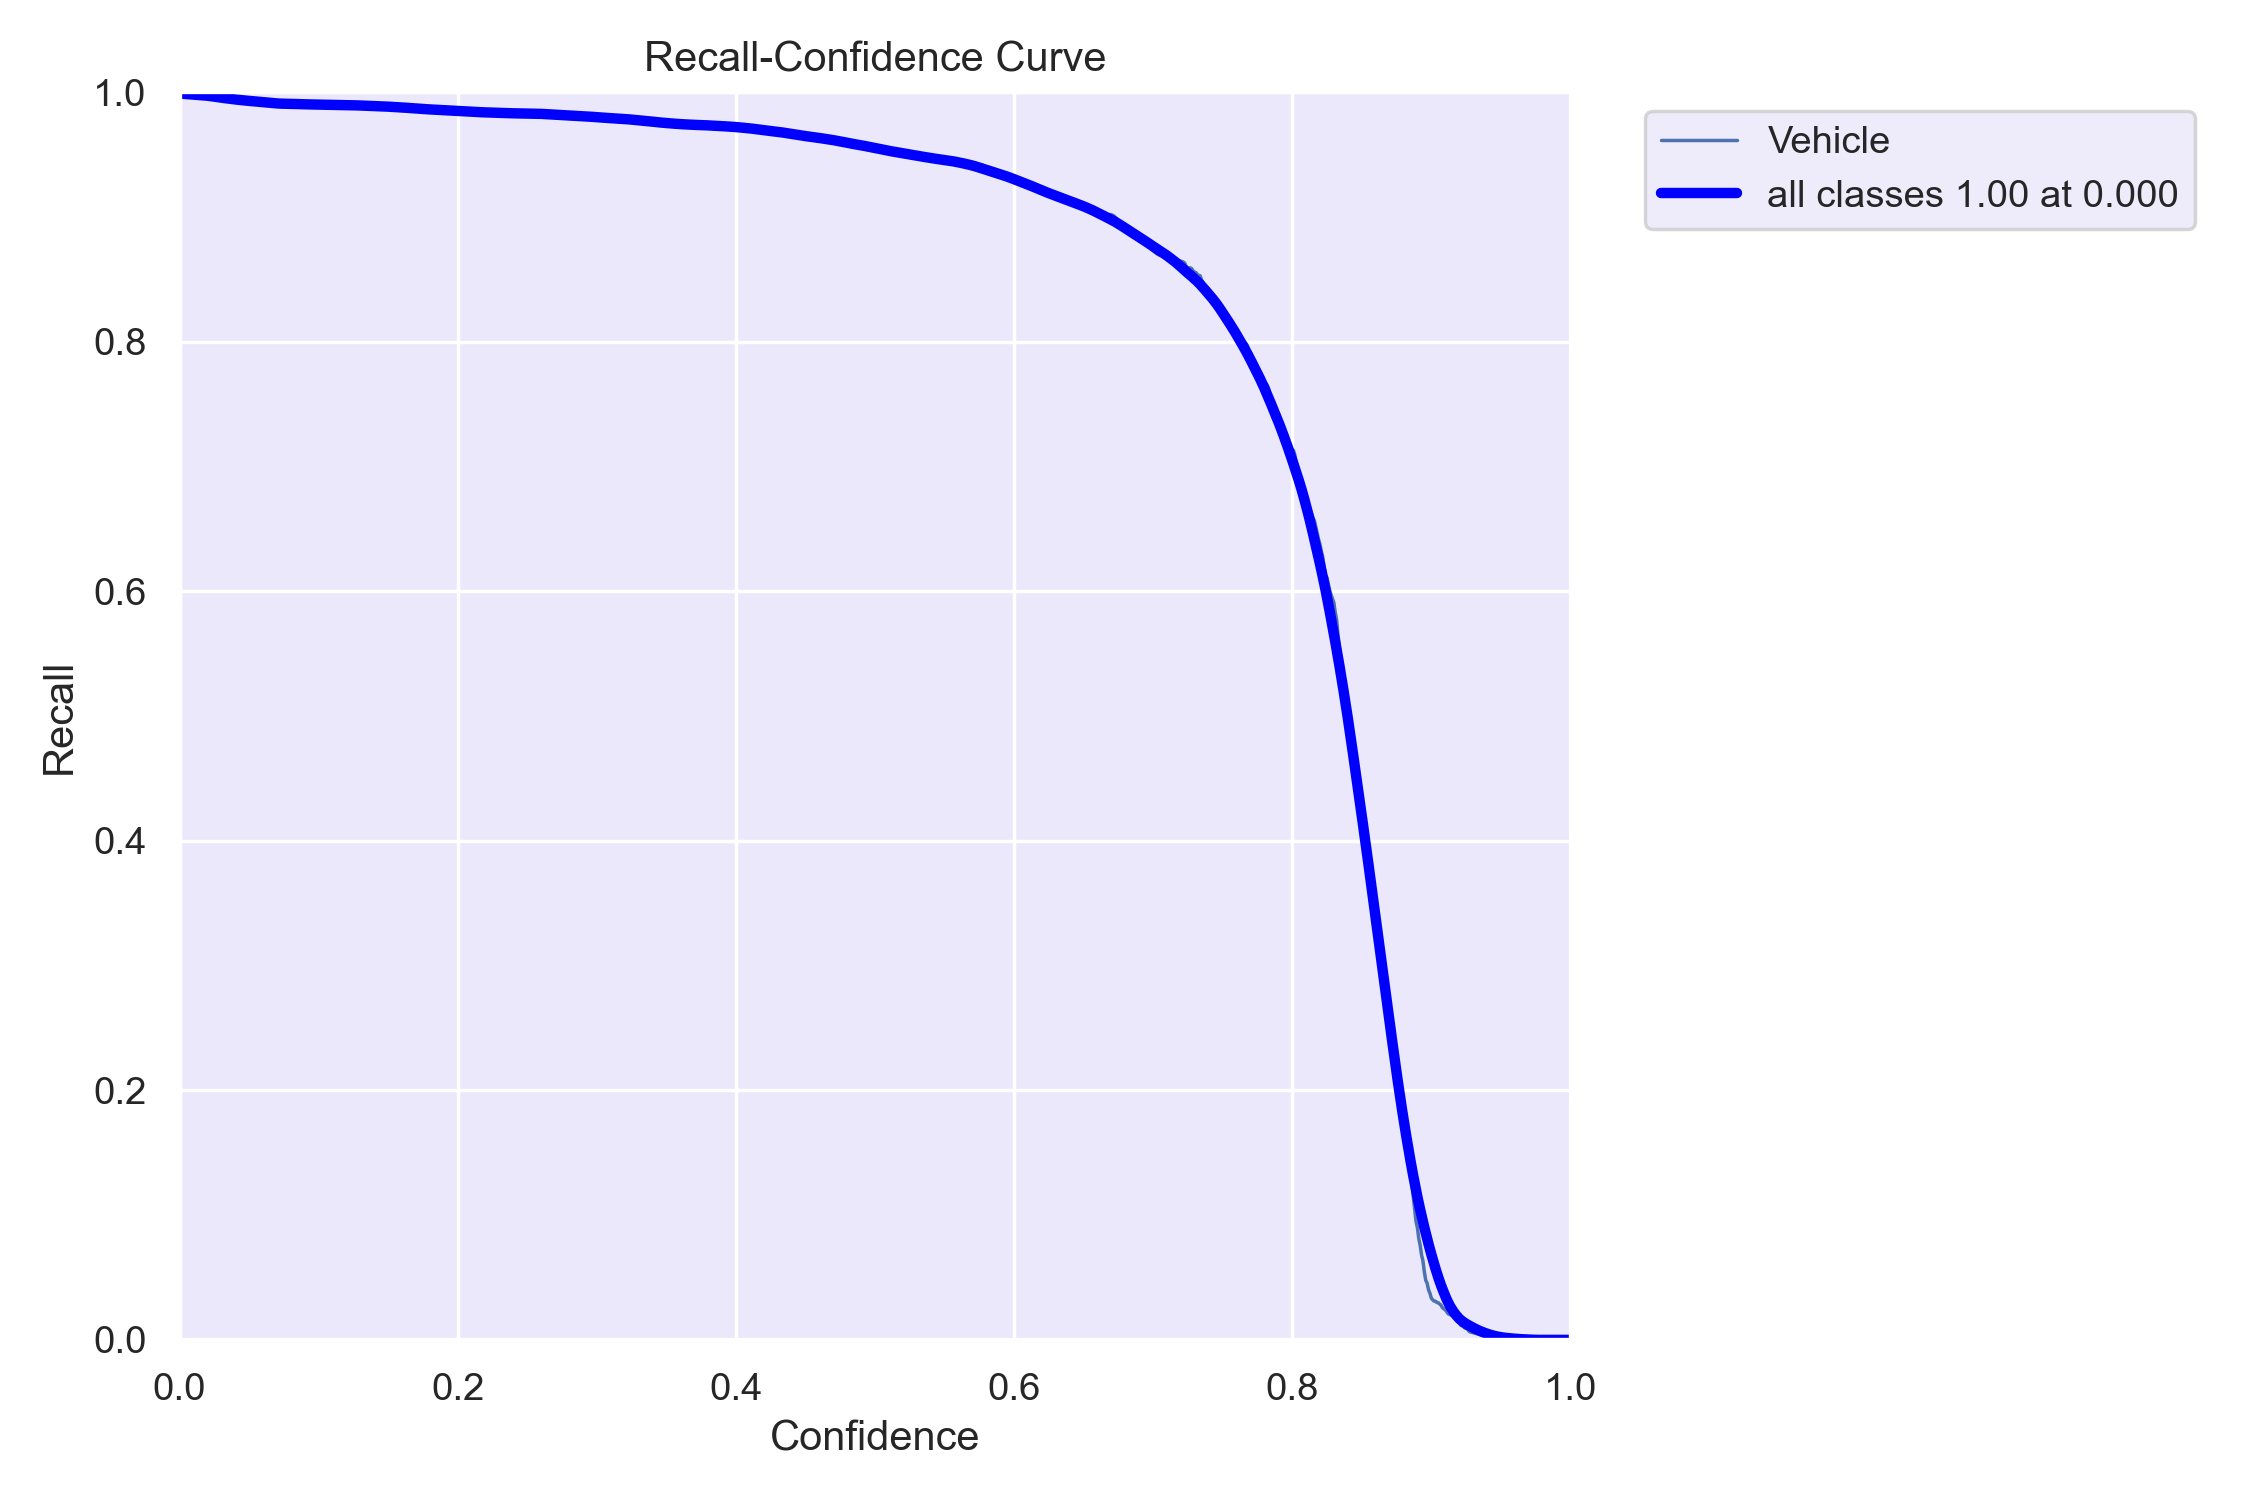 Recall-Confidence Curve
1.0
0.8
0.6
0.4
0.2
0.0
Recall
0.0 0.2 0.4 0.6 0.8 1.0
Confidence
Vehicle
all classes 1.00 at 0.000